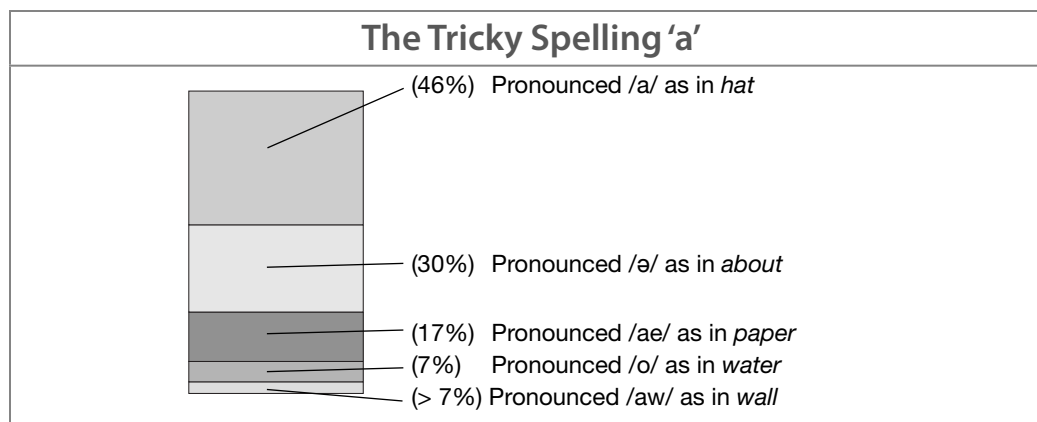 The Tricky Spelling ‘a’
(46%) Pronounced /a/ as in hat
(30%) Pronounced /ə/ as in about
(17%) Pronounced /ae/ as in paper
(7%) Pronounced /o/ as in water
(> 7%) Pronounced /aw/ as in wall